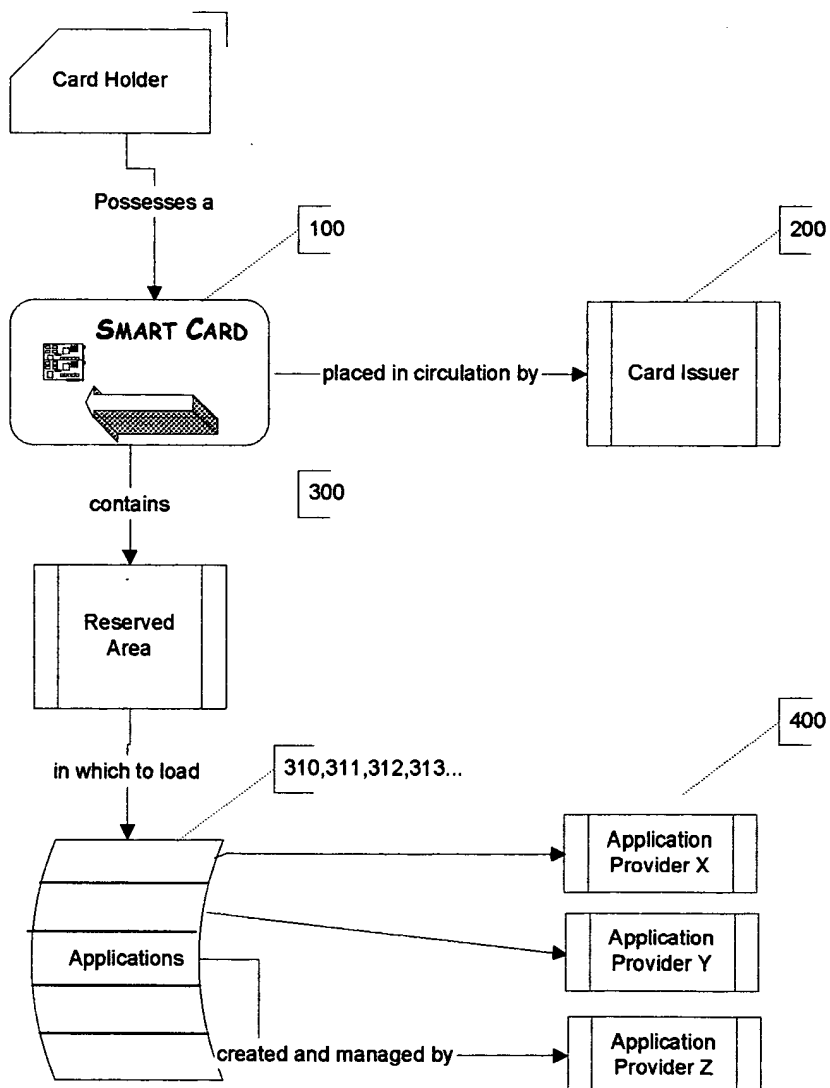 Card Holder
Possesses a
100
200
SMART CARD
placed in circulation by
Card Issuer
contains
300
Reserved
Area
400
in which to load
310,311,312,313...
Application
Provider X
Applications
Application
Provider Y
created and managed by
Application
Provider Z